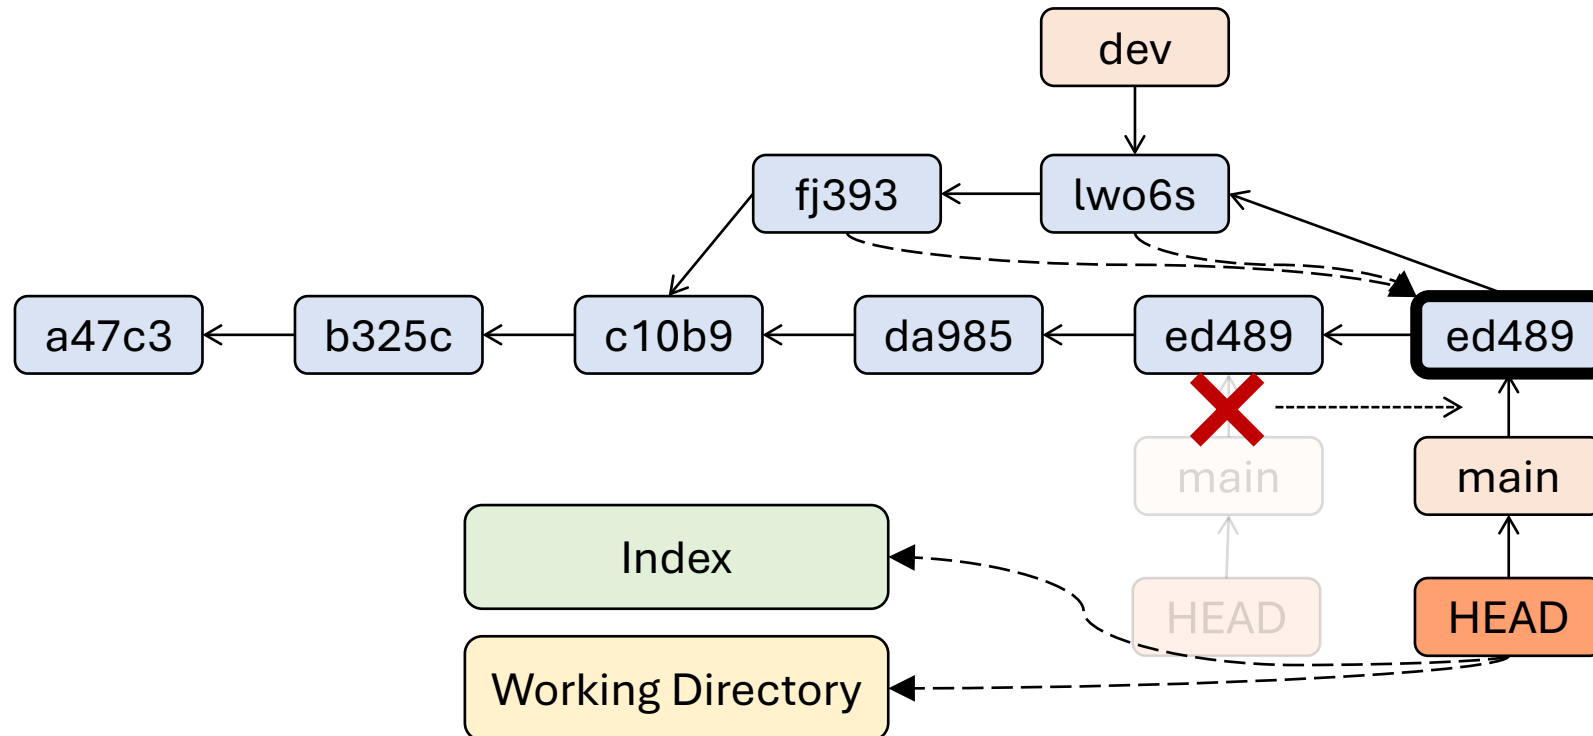 dev
fj393
lwo6s
a47c3
b325c
c10b9
da985
ed489
ed489
main
main
Index
HEAD
HEAD
Working Directory